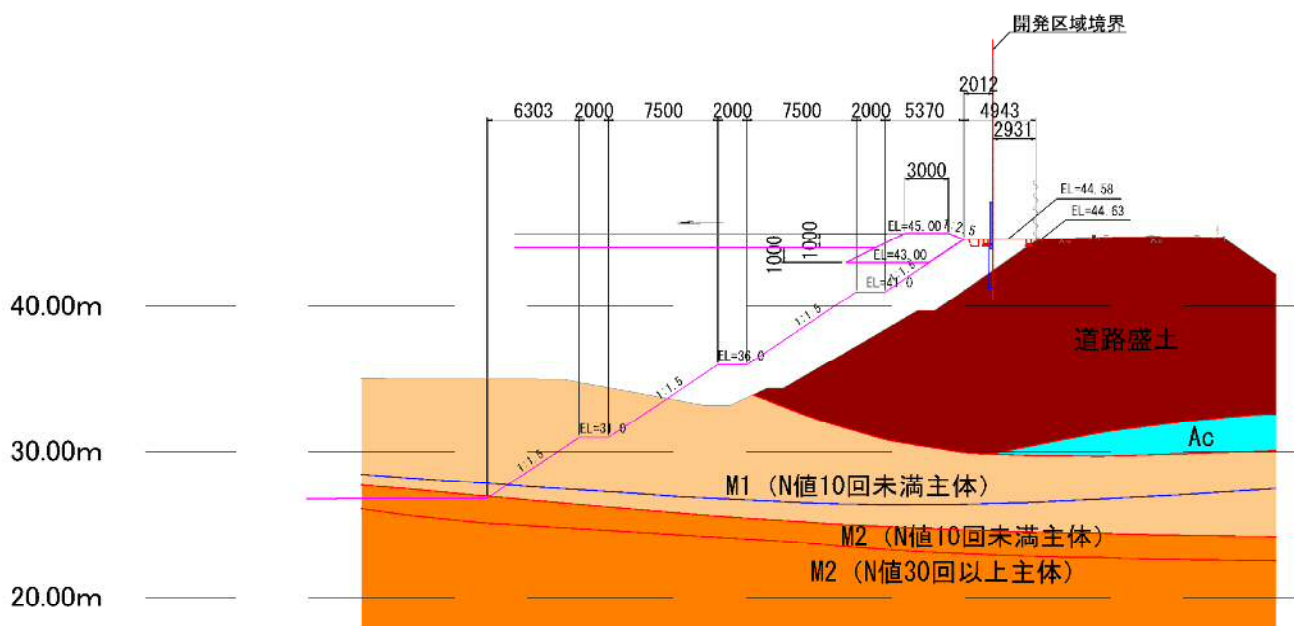 開発区域境界
2012
6303 2000 7500 2000 7500 2000 5370 4943
2931
3000
EL=44.58
EL=44.63
EL=45.00
1000
1000
EL=43.00
1:1.5
EL=41.0
40.00m
1:1.5
道路盛土
EL=36.0
1:1.5
EL=31.0
30.00m
Ac
1:1.5
M1 (N値10回未満主体)
M2 (N値10回未満主体)
M2 (N値30回以上主体)
20.00m